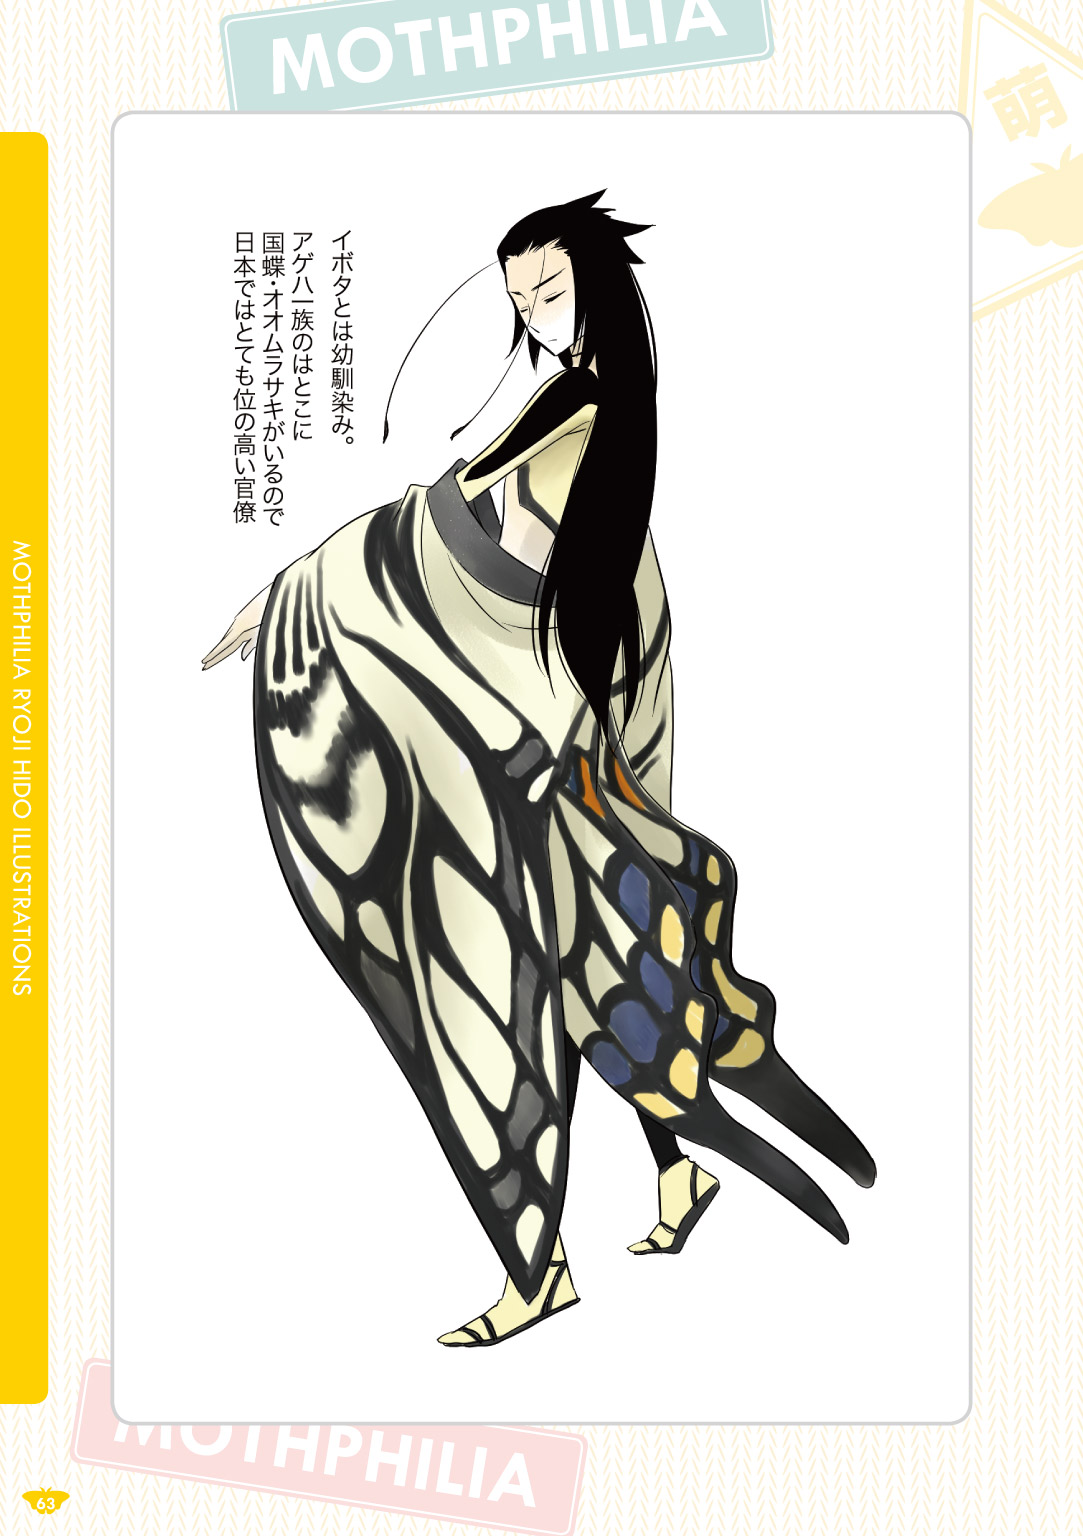 MOTHPHILIA
萌
イボタとは幼馴染み。
アゲハ一族のはとこに
国蝶・オオムラサキがいるので
日本ではとても位の高い官僚
MOTHPHILIA RYOJI HIDO ILLUSTRATIONS
MOTHPHILIA
63